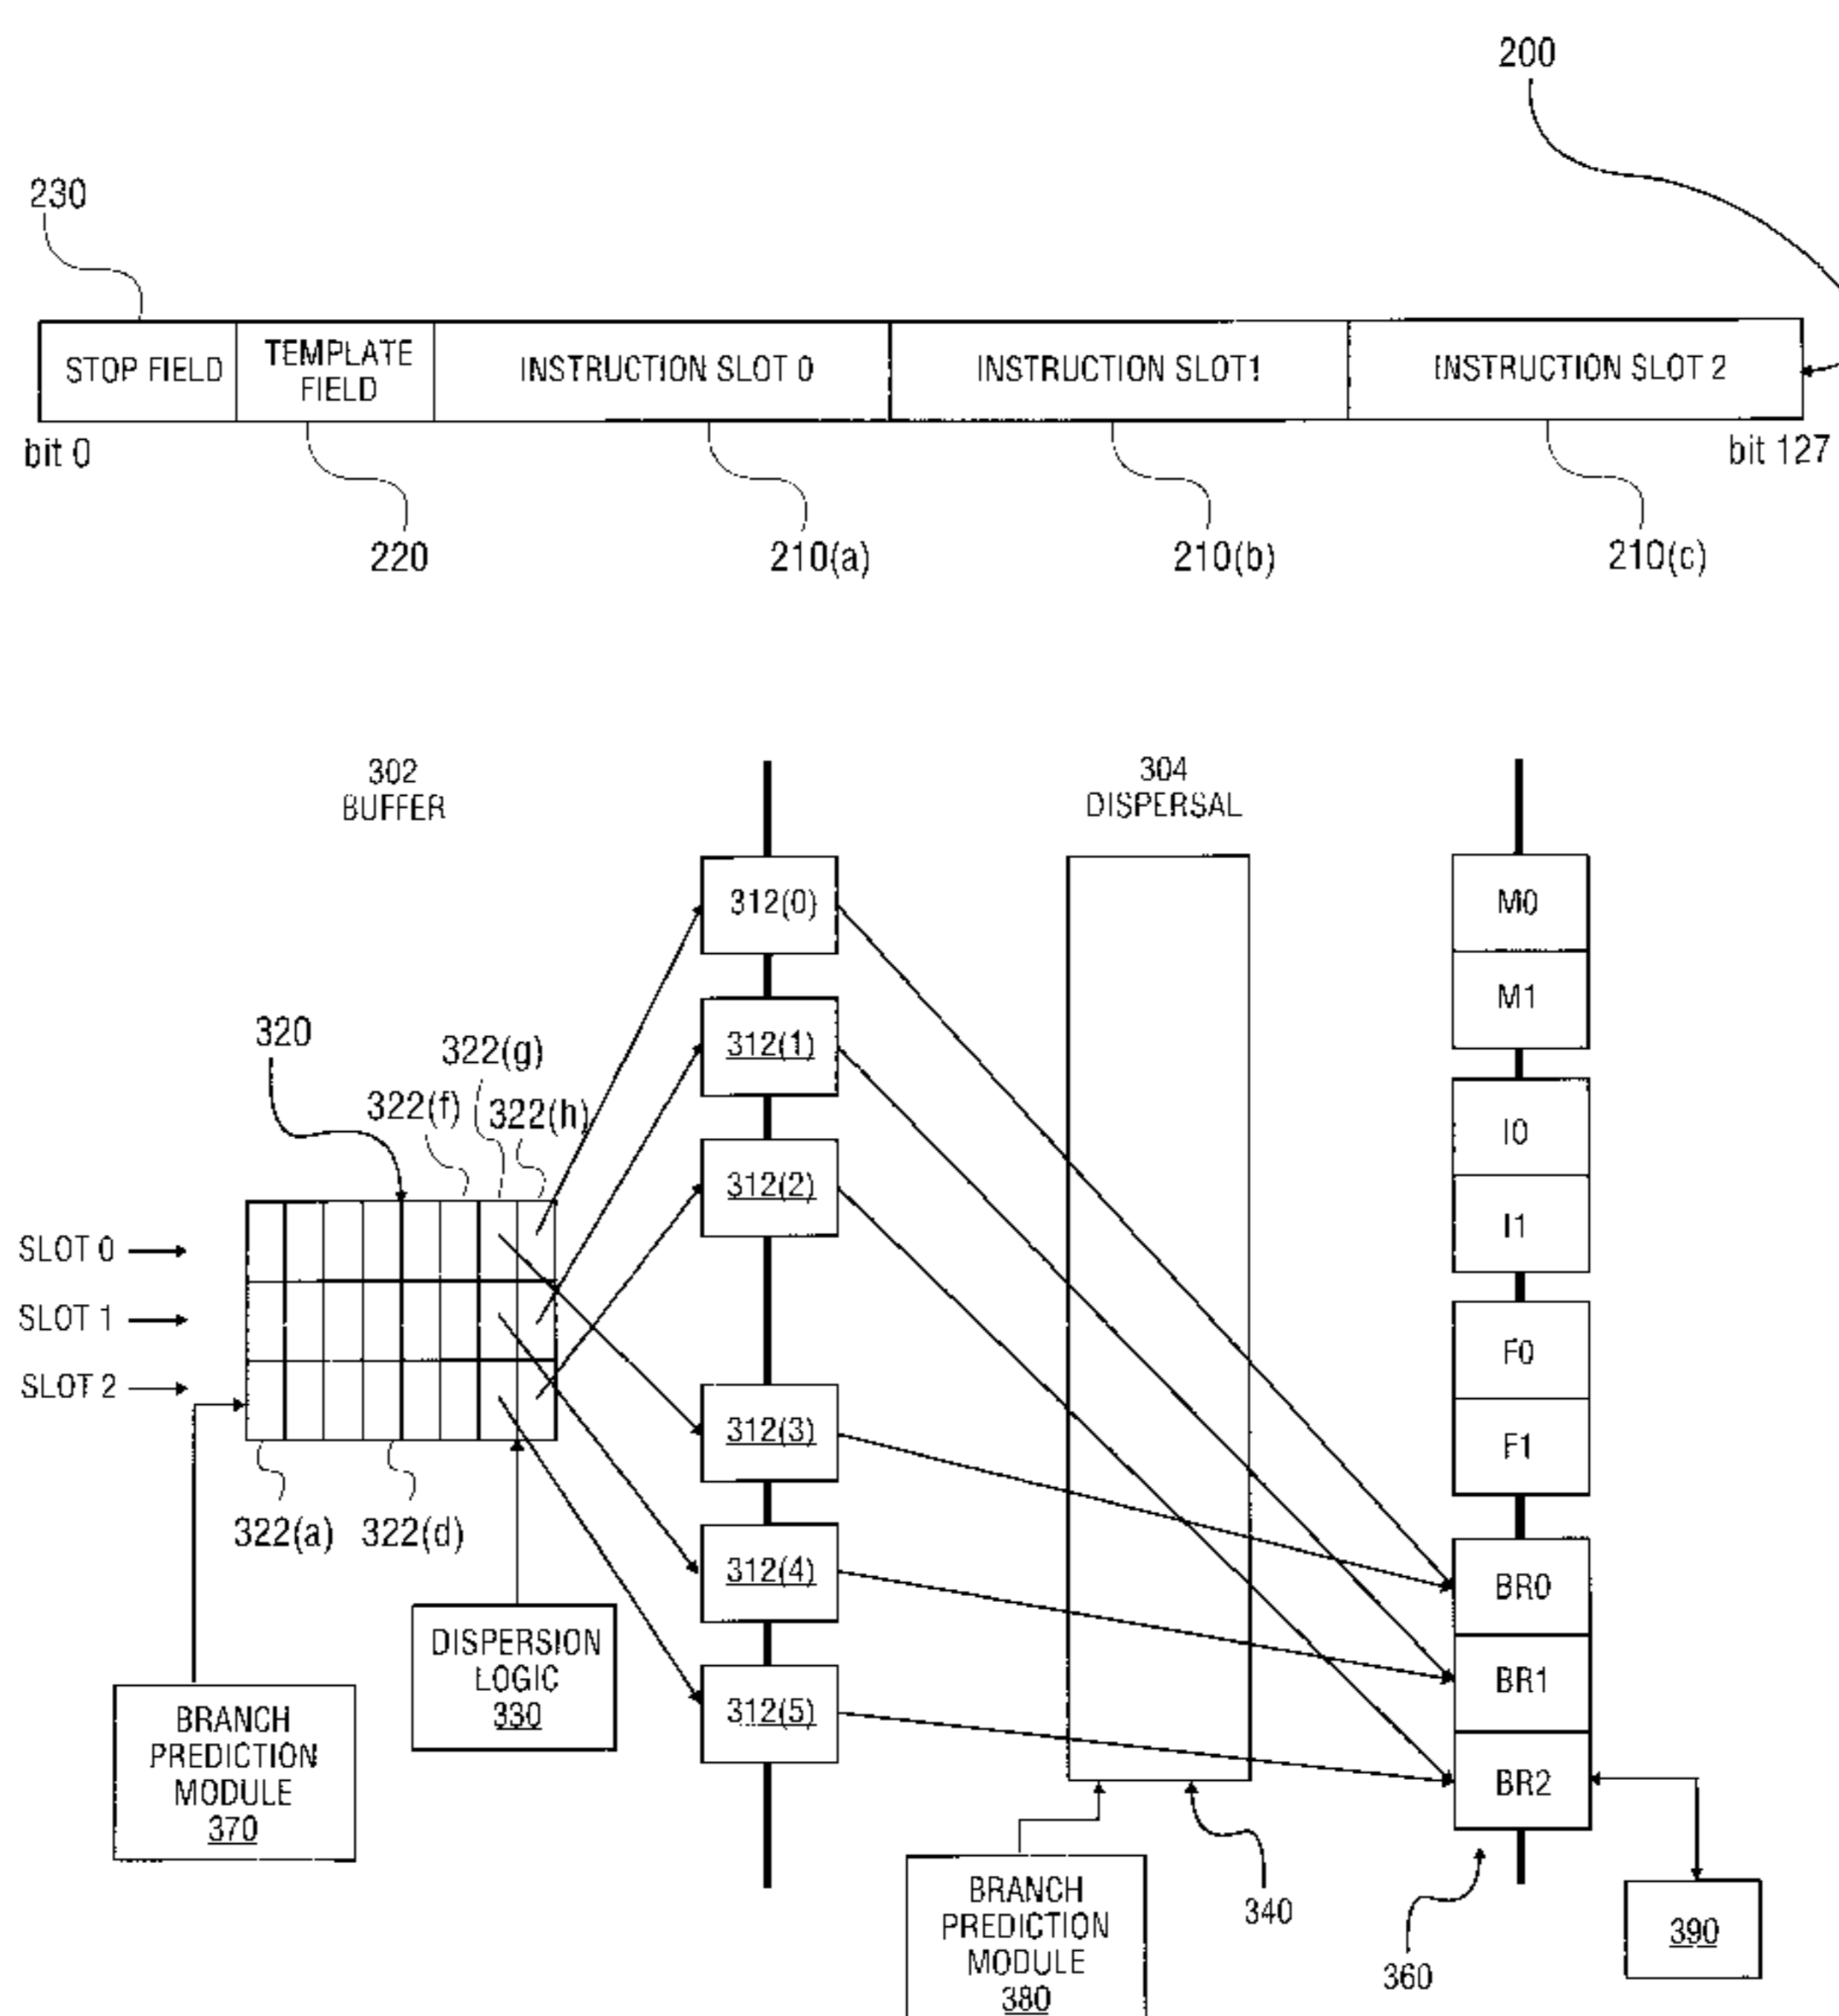 200
230
STOP FIELD
TEMPLATE
FIELD
INSTRUCTION SLOT 0
INSTRUCTION SLOT1
INSTRUCTION SLOT 2
bit 0
bit 127
220
210(a)
210(b)
210(c)
302
BUFFER
304
DISPERSAL
312(0)
M0
M1
320
322(g)
312(1)
322(f)
322(h)
I0
312(2)
I1
SLOT 0
SLOT 1
SLOT 2
F0
F1
312(3)
322(a)
322(d)
312(4)
BR0
DISPERSION
LOGIC
330
BR1
312(5)
BRANCH
PREDICTION
MODULE
370
BR2
BRANCH
PREDICTION
MODULE
380
340
360
390